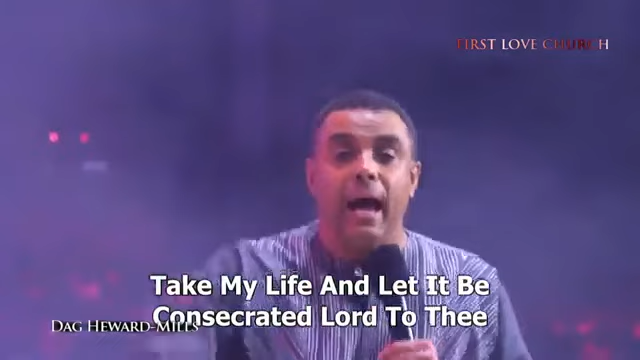 FIRST LOVE CHURCH
Take My Life And Let It Be
Consecrated Lord To Thee
DAG HEWARD-MILLS